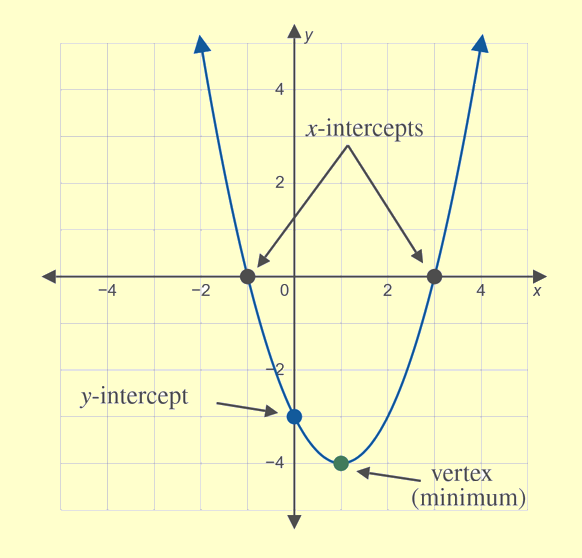 y
4
x-intercepts
2
−4 −2 0 2 4 x
−2
y-intercept
−4
vertex
(minimum)